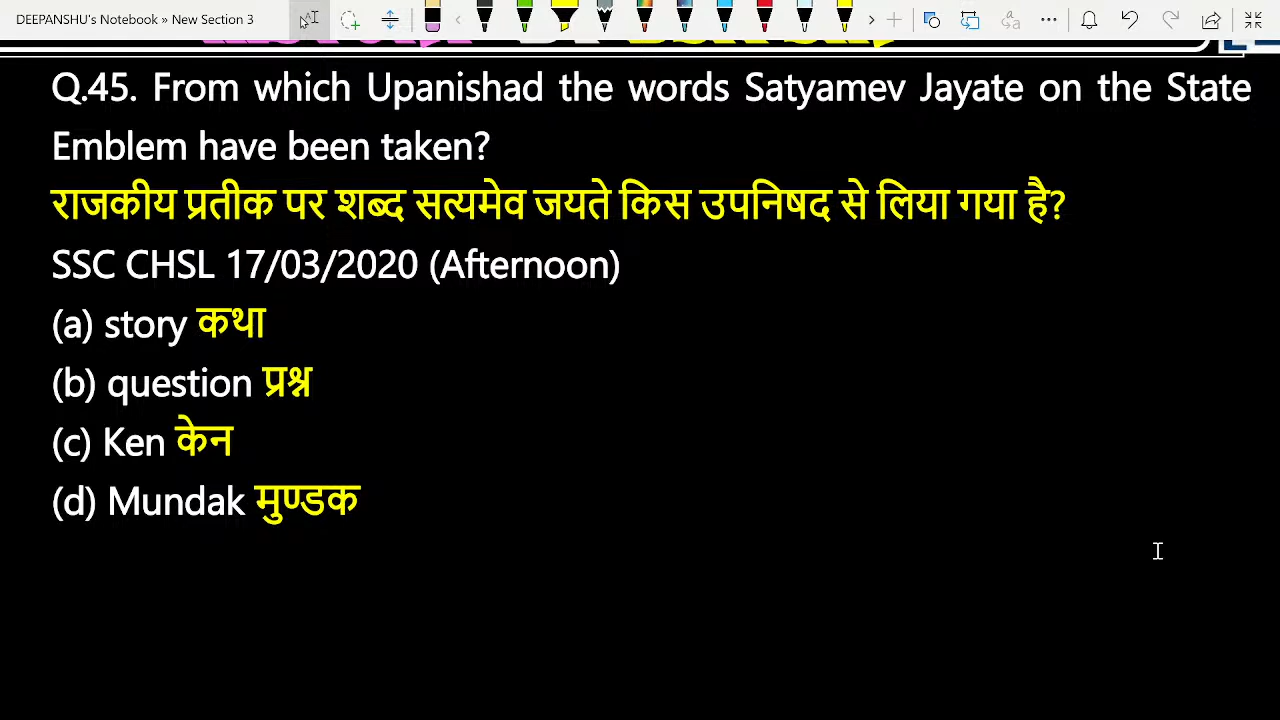 DEEPANSHU's Notebook » New Section 3
Q.45. From which Upanishad the words Satyamev Jayate on the State
Emblem have been taken?
राजकीय प्रतीक पर शब्द सत्यमेव जयते किस उपनिषद से लिया गया है?
SSC CHSL 17/03/2020 (Afternoon)
(a) story कथा
(b) question प्रश्न
(c) Ken केन
(d) Mundak मुण्डक